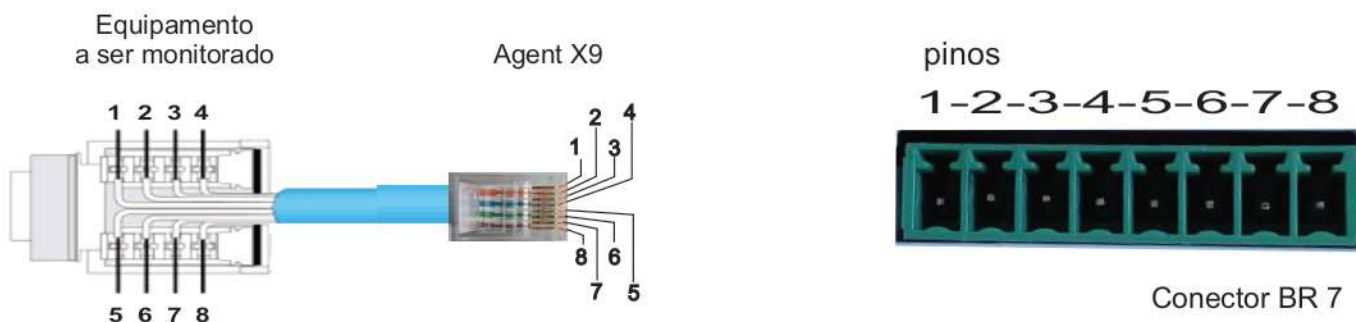 Equipamento
a ser monitorado
1 2 3 4
5 6 7 8
Agent X9
1
2
3
4
5
6
7
8
pinos
1-2-3-4-5-6-7-8
Conector BR 7